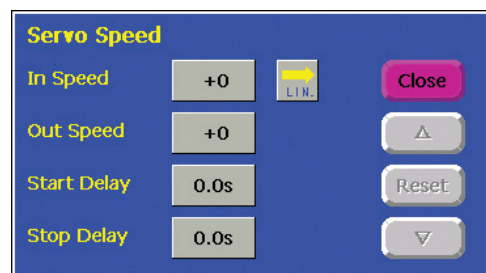 Servo Speed
In Speed +0 LIN. Close
Out Speed +0
Start Delay 0.0s Reset
Stop Delay 0.0s